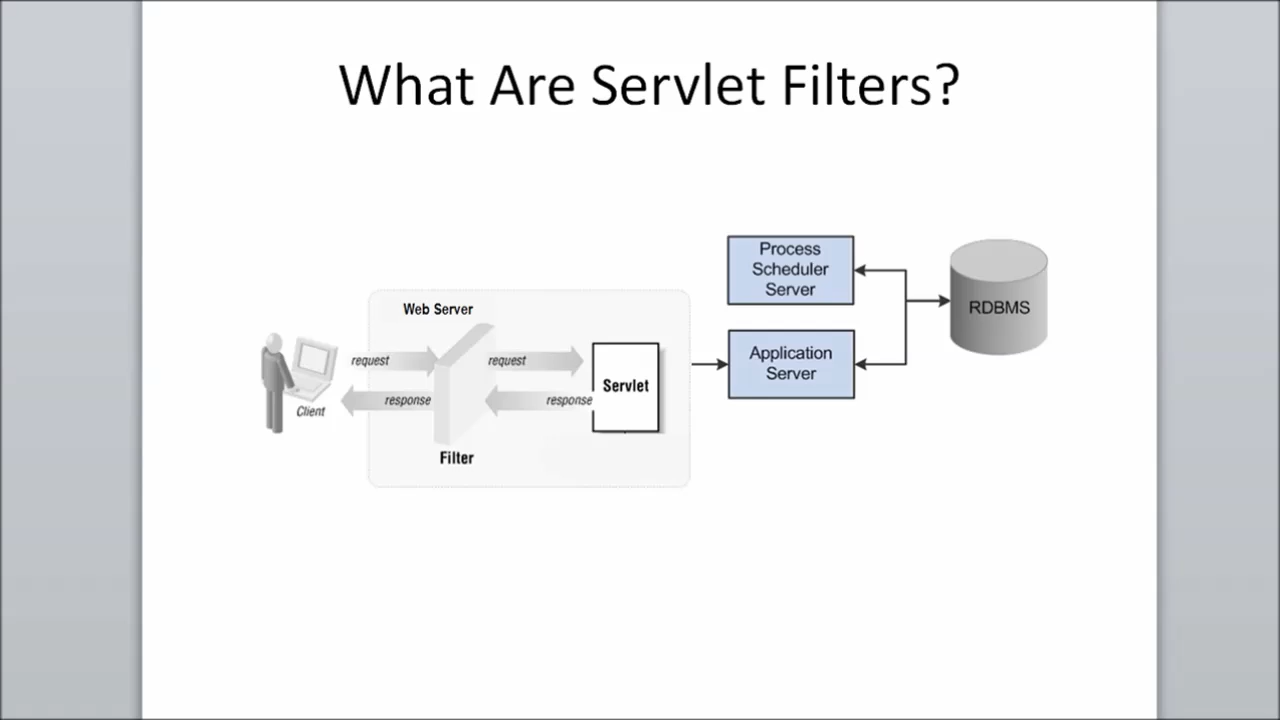 What Are Servlet Filters?
Process
Scheduler
Server
RDBMS
Web Server
request
request
Application
Server
Servlet
response
response
Client
Filter